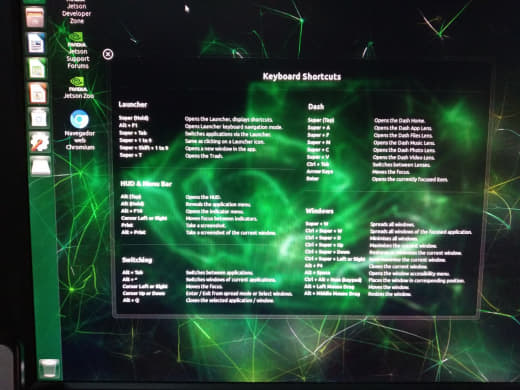 Jetson
Developer
Zone
NVIDIA
Jetson
Support
Forums
NVIDIA
Jetson Zoo
Navegador
web
Chromium
Keyboard Shortcuts
Launcher
Super (Hold) Opens the Launcher, displays shortcuts.
Alt + F1 Opens Launcher keyboard navigation mode.
Super + Tab Switches applications via the Launcher.
Super + 1 to 9 Same as clicking on a Launcher icon.
Super + Shift + 1 to 9 Opens a new window in the app.
Super + T Opens the Trash.
Dash
Super (Tap) Opens the Dash Home.
Super + A Opens the Dash App Lens.
Super + F Opens the Dash Files Lens.
Super + M Opens the Dash Music Lens.
Super + C Opens the Dash Photo Lens.
Super + V Opens the Dash Video Lens.
Ctrl + Tab Switches between Lenses.
Arrow Keys Moves the focus.
Enter Opens the currently focused item.
HUD & Menu Bar
Alt (Tap) Opens the HUD.
Alt (Hold) Reveals the application menu.
Alt + F10 Opens the indicator menu.
Cursor Left or Right Moves focus between indicators.
Print Take a screenshot.
Alt + Print Take a screenshot of the current window.
Windows
Super + W Spreads all windows.
Ctrl + Super + W Spreads all windows of the focused application.
Ctrl + Super + D Minimises all windows.
Ctrl + Super + Up Maximises the current window.
Ctrl + Super + Down the current window.
Ctrl + Super + Left or Right the current window.
Alt + F4 Closes the current window.
Alt + Space Opens the window accessibility menu.
Ctrl + Alt + Num (keypad) Places the window in corresponding position.
Alt + Left Mouse Drag Moves the window.
Alt + Middle Mouse Drag Resizes the window.
Switching
Alt + Tab Switches between applications.
Alt + Switches windows of current applications.
Cursor Left or Right Moves the focus.
Cursor Up or Down Enter / Exit from spread mode or Select windows.
Alt + Q Closes the selected application / window.